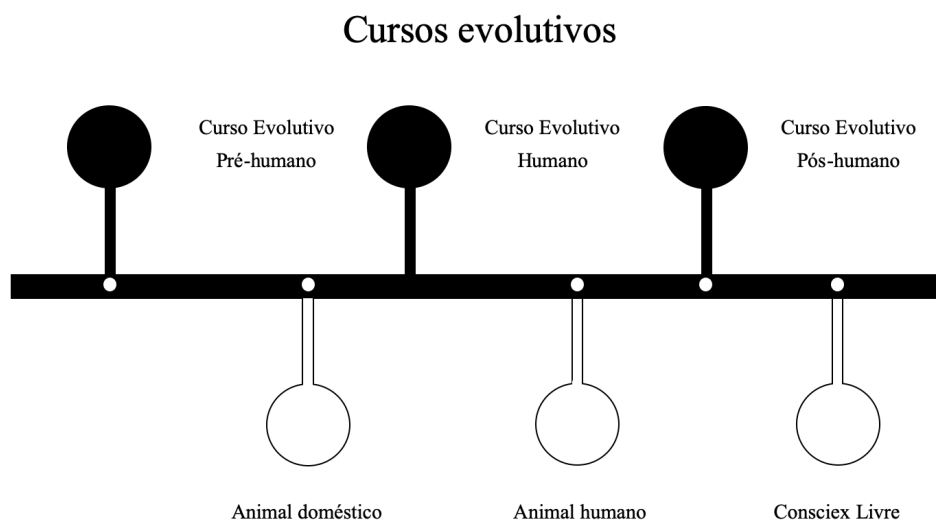 Cursos evolutivos
Curso Evolutivo
Pré-humano
Curso Evolutivo
Humano
Curso Evolutivo
Pós-humano
Animal doméstico
Animal humano
Consciex Livre